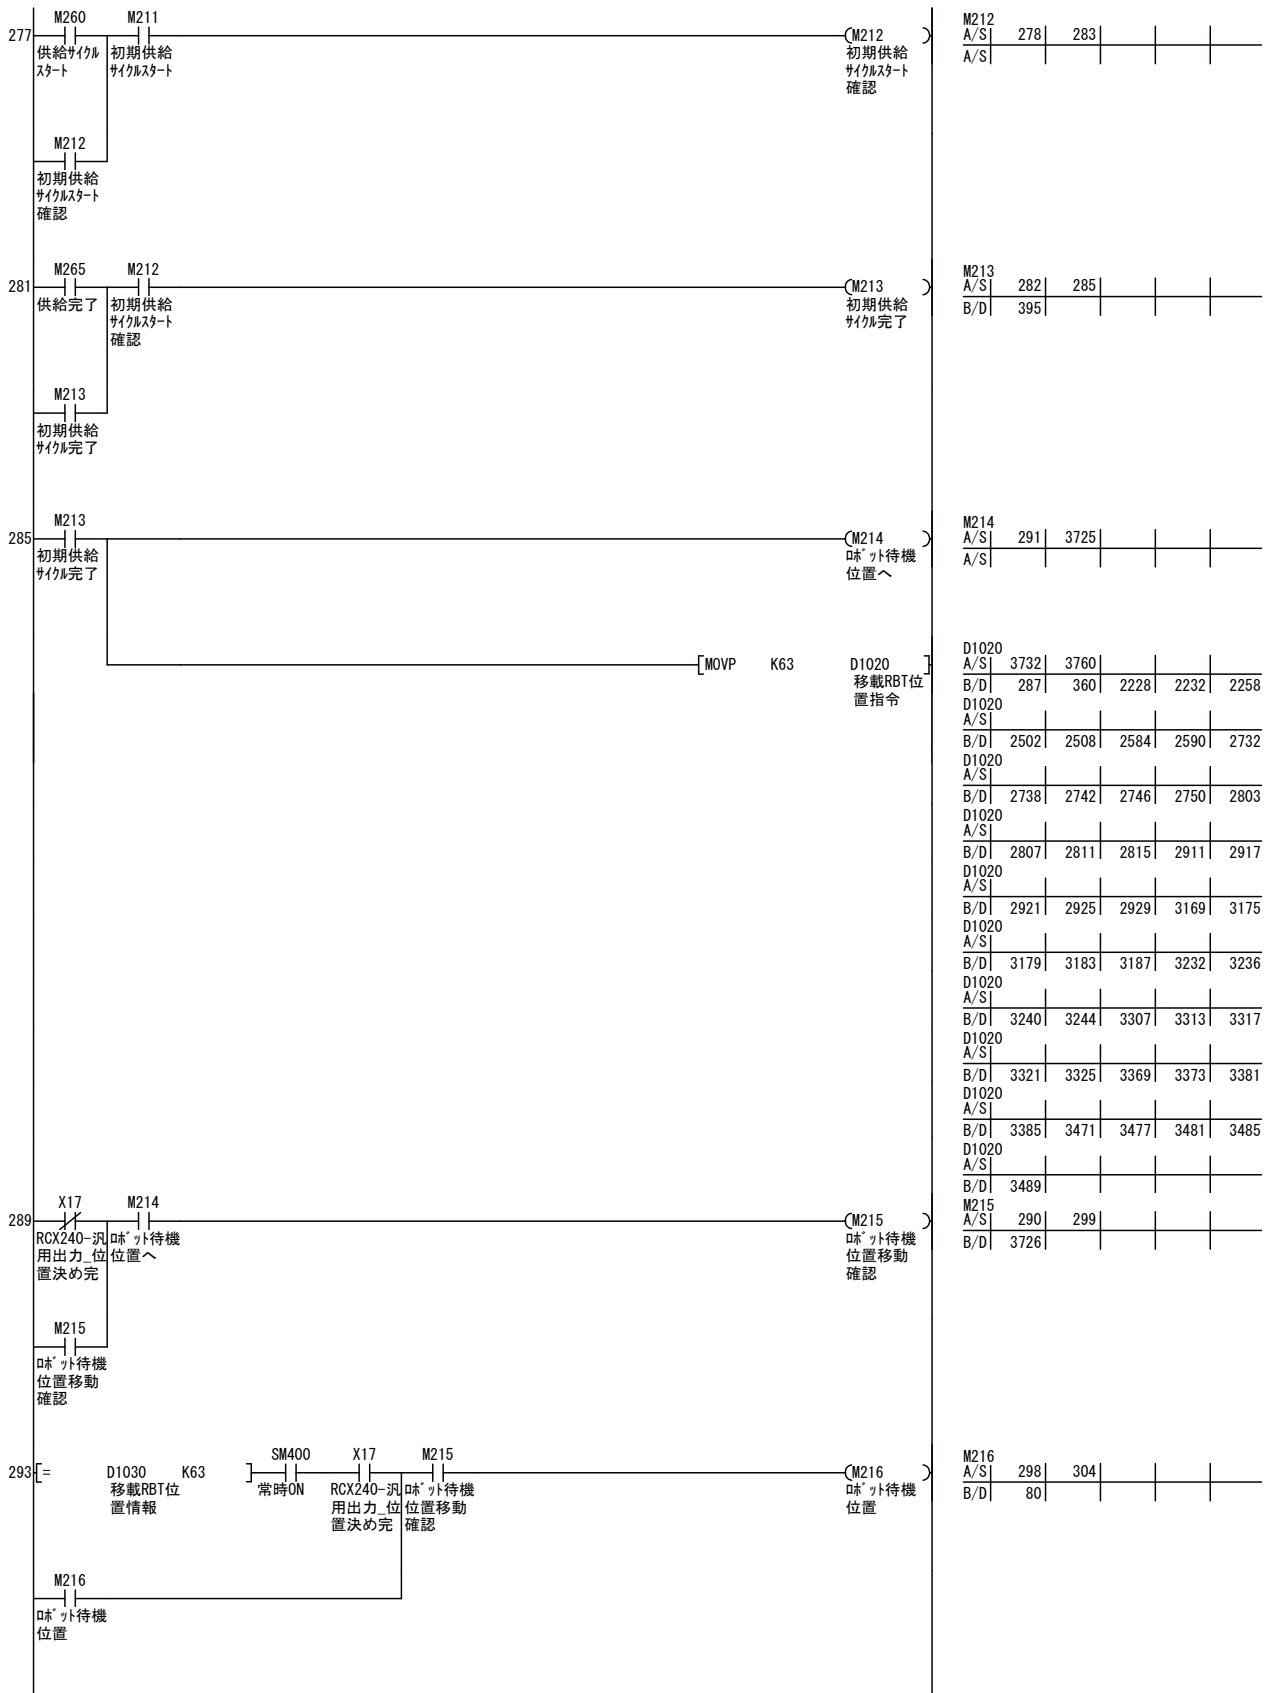 M260 M211
277 (M212 )
供給ｻｲｸﾙ 初期供給 初期供給
ｽﾀｰﾄ ｻｲｸﾙｽﾀｰﾄ ｻｲｸﾙｽﾀｰﾄ
確認
M212
A/S| 278| 283|
A/S|
M212
初期供給
ｻｲｸﾙｽﾀｰﾄ
確認
M265 M212
281 (M213 )
供給完了 初期供給 初期供給
ｻｲｸﾙｽﾀｰﾄ ｻｲｸﾙ完了
確認
M213
A/S| 282| 285|
B/D| 395|
M213
初期供給
ｻｲｸﾙ完了
M213
285 (M214 )
初期供給 ﾛﾎﾞｯﾄ待機
ｻｲｸﾙ完了 位置へ
M214
A/S| 291| 3725|
A/S|
[MOVP K63 D1020 ]
移載RBT位
置指令
D1020
A/S| 3732| 3760|
B/D| 287| 360| 2228| 2232| 2258
D1020
A/S|
B/D| 2502| 2508| 2584| 2590| 2732
D1020
A/S|
B/D| 2738| 2742| 2746| 2750| 2803
D1020
A/S|
B/D| 2807| 2811| 2815| 2911| 2917
D1020
A/S|
B/D| 2921| 2925| 2929| 3169| 3175
D1020
A/S|
B/D| 3179| 3183| 3187| 3232| 3236
D1020
A/S|
B/D| 3240| 3244| 3307| 3313| 3317
D1020
A/S|
B/D| 3321| 3325| 3369| 3373| 3381
D1020
A/S|
B/D| 3385| 3471| 3477| 3481| 3485
D1020
A/S|
B/D| 3489|
X17 M214
289 (M215 )
RCX240-汎 ﾛﾎﾞｯﾄ待機 ﾛﾎﾞｯﾄ待機
用出力_位 位置へ 位置移動
置決め完 確認
M215
A/S| 290| 299|
B/D| 3726|
M215
ﾛﾎﾞｯﾄ待機
位置移動
確認
SM400 X17 M215
293 [= D1030 K63 ] (M216 )
移載RBT位 常時ON RCX240-汎 ﾛﾎﾞｯﾄ待機 ﾛﾎﾞｯﾄ待機
置情報 用出力_位 位置移動 位置
置決め完 確認
M216
A/S| 298| 304|
B/D| 80|
M216
ﾛﾎﾞｯﾄ待機
位置